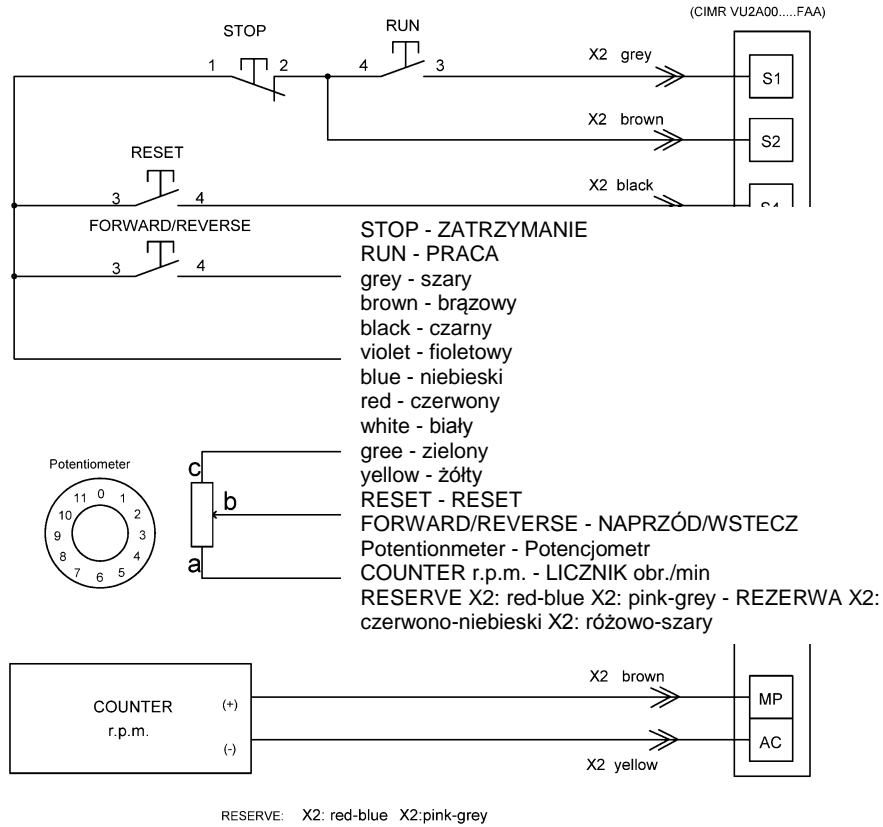 (CIMR VU2A00.....FAA)
STOP
RUN
1 2 4 3
X2 grey
S1
X2 brown
S2
RESET
3 4
X2 black
FORWARD/REVERSE
3 4
STOP - ZATRZYMANIE
RUN - PRACA
grey - szary
brown - brązowy
black - czarny
violet - fioletowy
blue - niebieski
red - czerwony
white - biały
gree - zielony
yellow - żółty
RESET - RESET
FORWARD/REVERSE - NAPRZÓD/WSTECZ
Potentionmeter - Potencjometr
COUNTER r.p.m. - LICZNIK obr./min
RESERVE X2: red-blue X2: pink-grey - REZERWA X2:
czerwono-niebieski X2: różowo-szary
Potentiometer
0 1 2 3 4 5 6 7 8 9 10 11
c
b
a
COUNTER
r.p.m.
(+)
(-)
X2 brown
MP
AC
X2 yellow
RESERVE: X2: red-blue X2:pink-grey